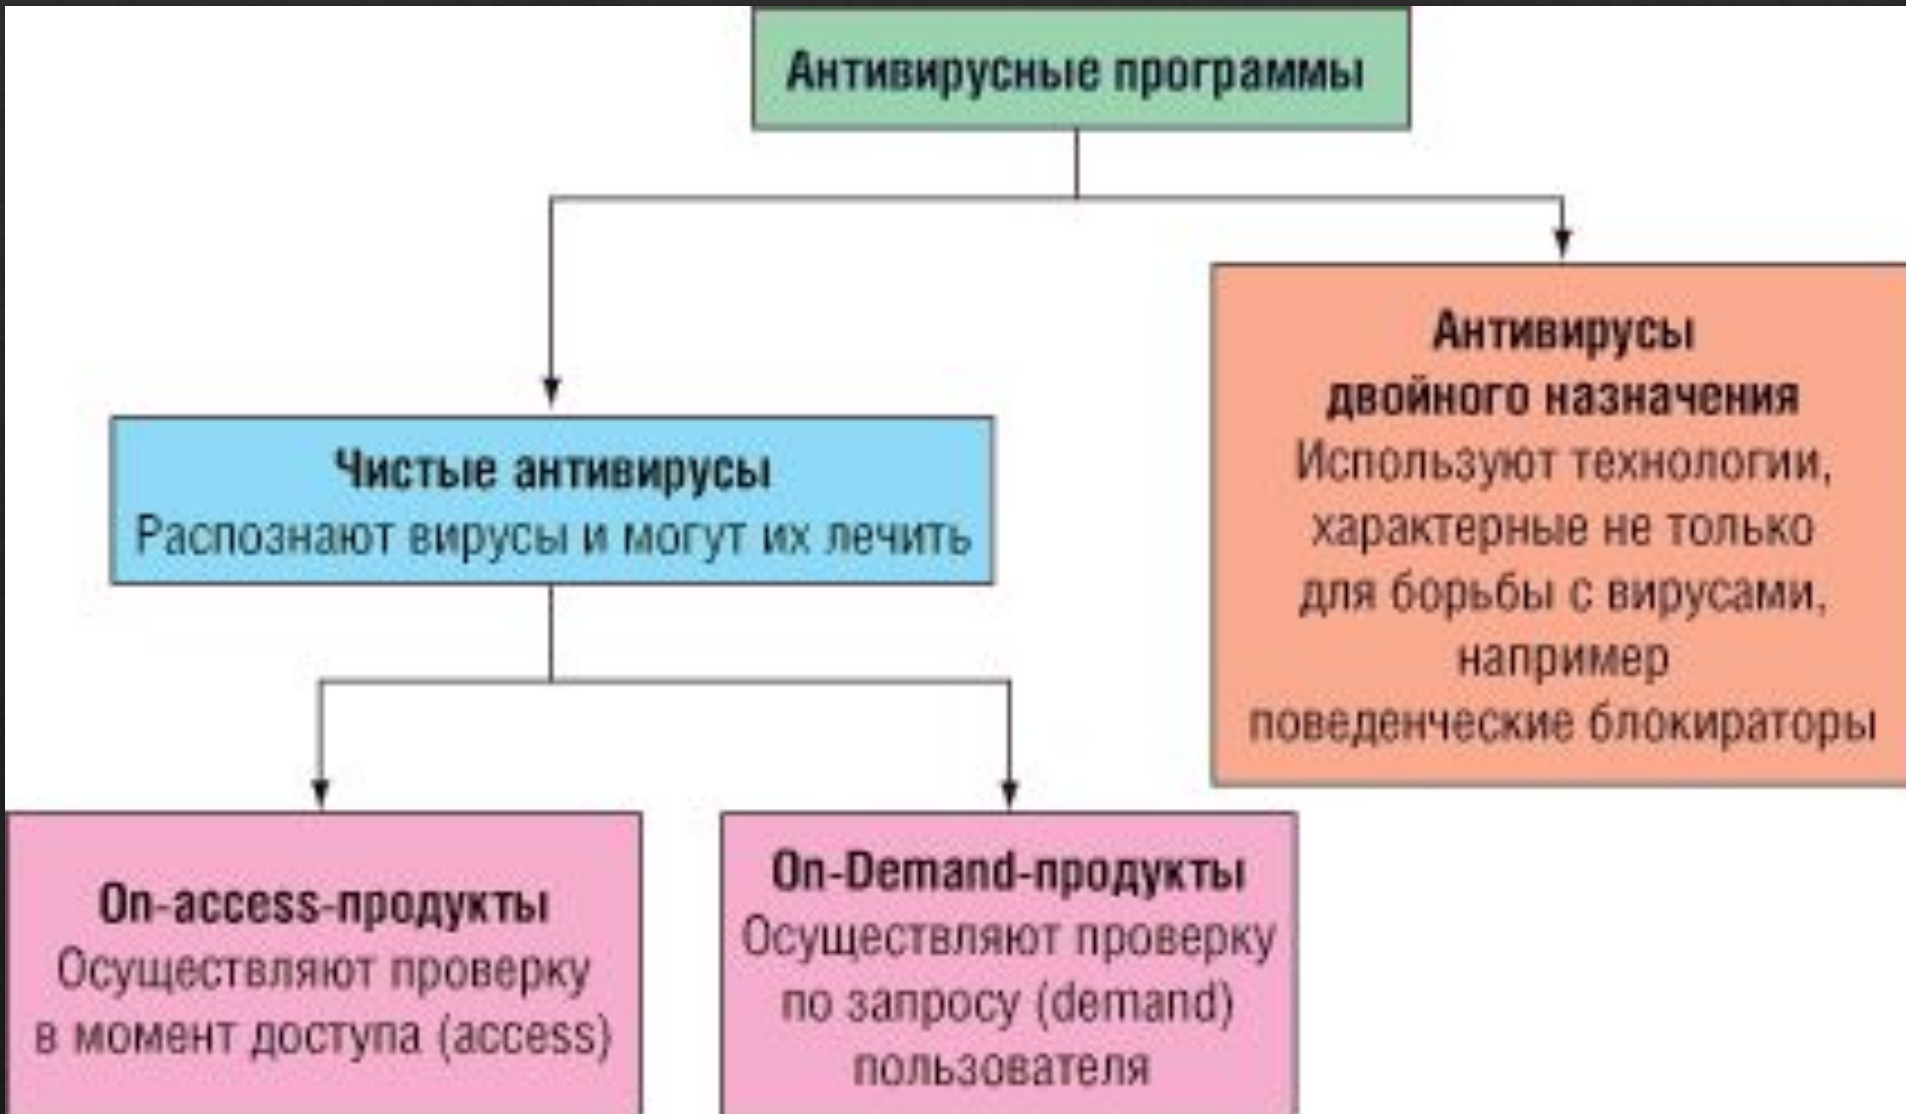 Антивирусные программы
Антивирусы
двойного назначения
Используют технологии,
характерные не только
для борьбы с вирусами,
например
поведенческие блокираторы
Чистые антивирусы
Распознают вирусы и могут их лечить
On-access-продукты
Осуществляют проверку
в момент доступа (access)
On-Demand-продукты
Осуществляют проверку
по запросу (demand)
пользователя